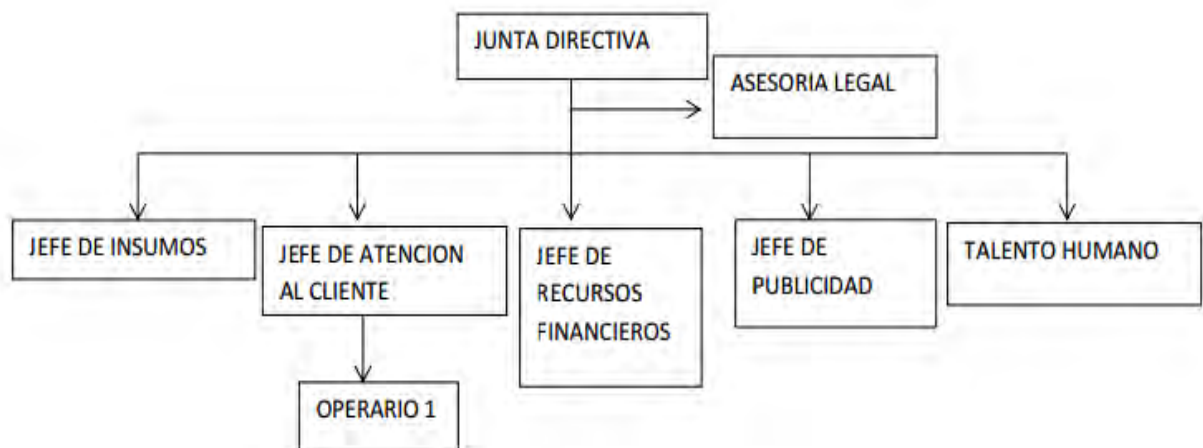 JUNTA DIRECTIVA
ASESORIA LEGAL
JEFE DE INSUMOS
JEFE DE ATENCION
AL CLIENTE
JEFE DE
RECURSOS
FINANCIEROS
JEFE DE
PUBLICIDAD
TALENTO HUMANO
OPERARIO 1